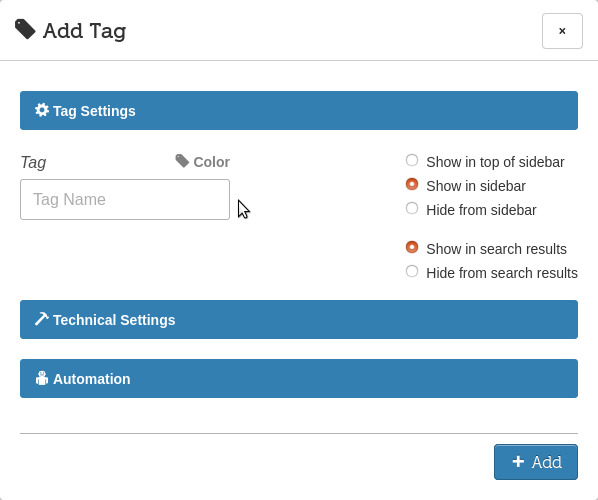 Add Tag
×
Tag Settings
Tag
Color
Tag Name
Show in top of sidebar
Show in sidebar
Hide from sidebar
Show in search results
Hide from search results
Technical Settings
Automation
+ Add